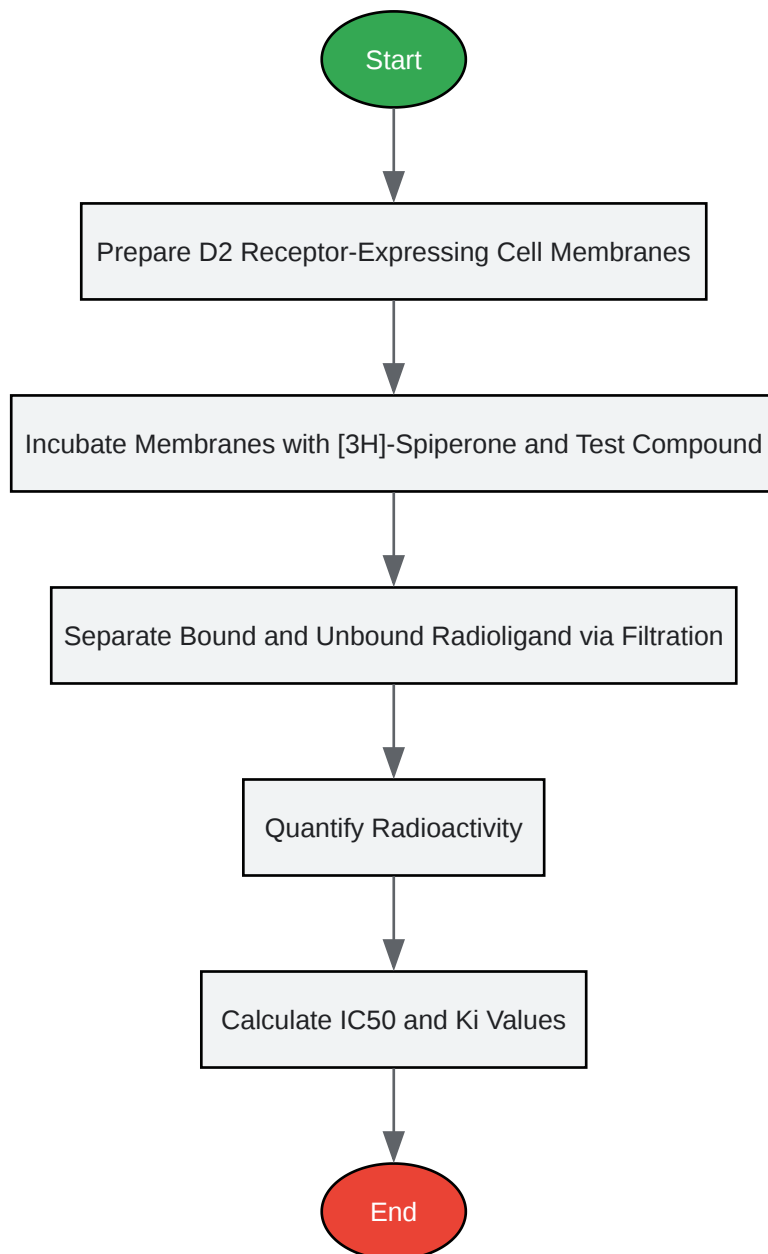 Start
Prepare D2 Receptor-Expressing Cell Membranes
Incubate Membranes with [3H]-Spiperone and Test Compound
Separate Bound and Unbound Radioligand via Filtration
Quantify Radioactivity
Calculate IC50 and Ki Values
End